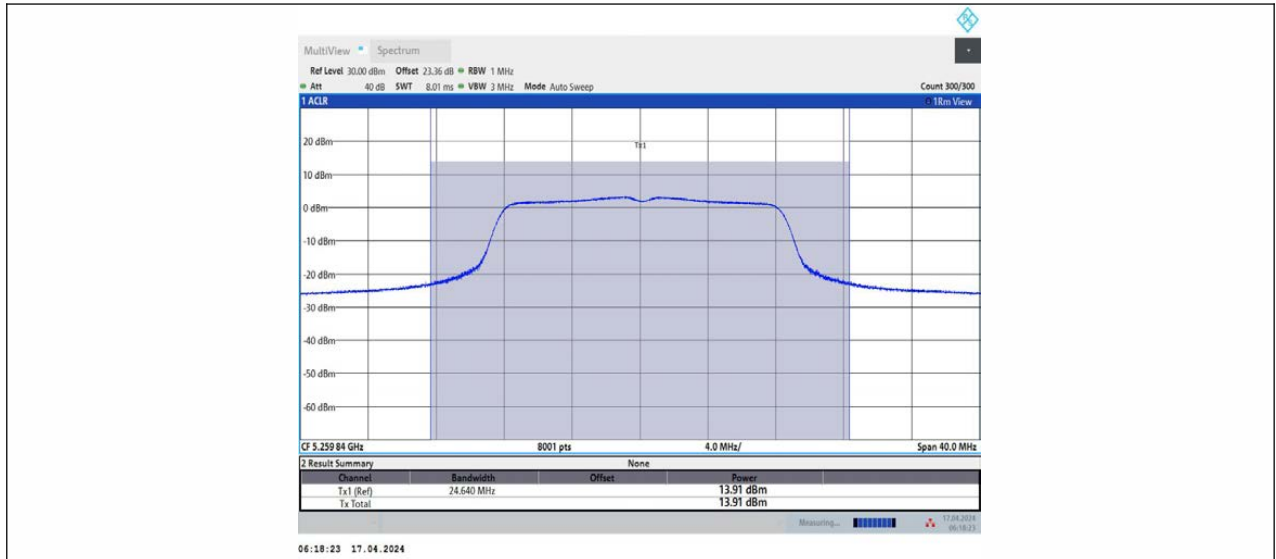 MultiView Spectrum
Ref Level 30.00 dBm Offset 23.36 dB RBW 1 MHz
Att 40 dB SWT 8.01 ms VBW 3 MHz Mode Auto Sweep Count 300/300
1 ACLR 1Rm View
Tx1
20 dBm
10 dBm
0 dBm
-10 dBm
-20 dBm
-30 dBm
-40 dBm
-50 dBm
-60 dBm
CF 5.259 84 GHz 8001 pts 4.0 MHz/ Span 40.0 MHz
2 Result Summary None
Channel Bandwidth Offset Power
Tx1 (Ref) 24.640 MHz 13.91 dBm
Tx Total 13.91 dBm
Measuring... 17.04.2024
06:18:23
06:18:23 17.04.2024